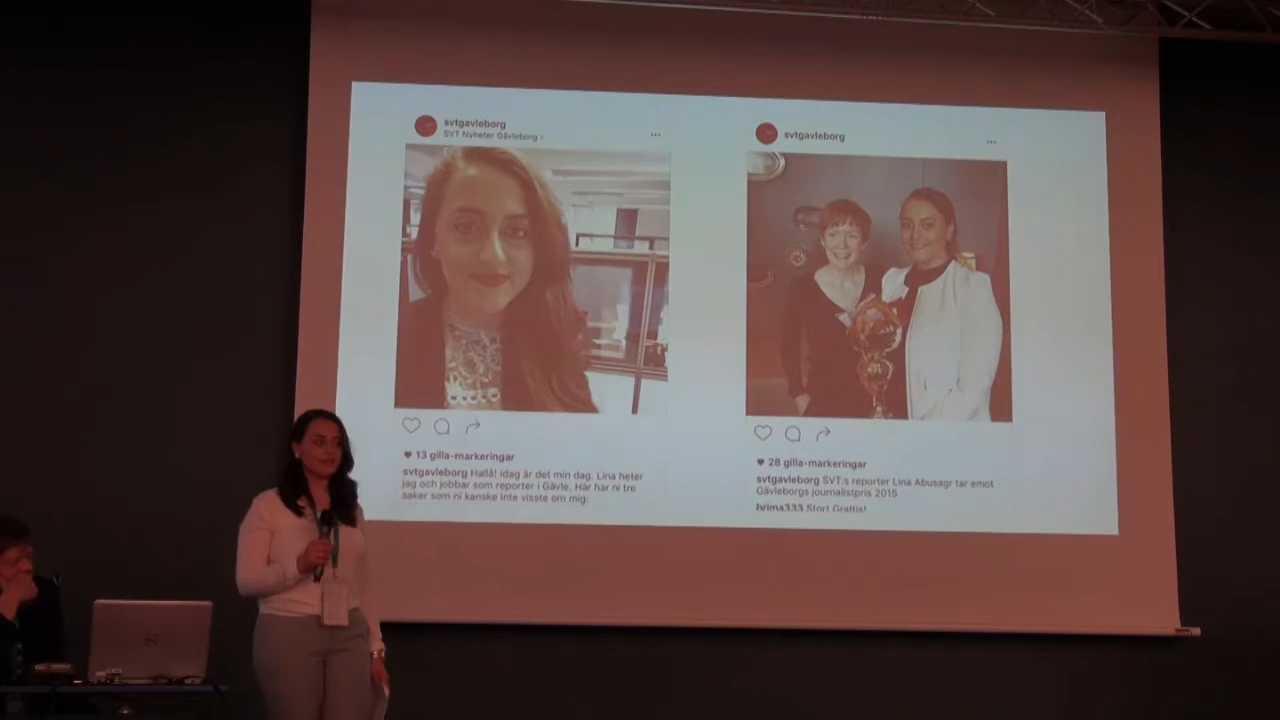 svtgavleborg
SVT Nyheter Gävleborg ›
13 gilla-markeringar
svtgavleborg Hallå! Idag är det min dag. Lina heter
jag och jobbar som reporter i Gävle. Här har ni tre
saker som ni kanske inte visste om mig:
svtgavleborg
28 gilla-markeringar
svtgavleborg SVT:s reporter Lina Abusagr tar emot
Gävleborgs journalistpris 2015
brima333 Stort Grattis!